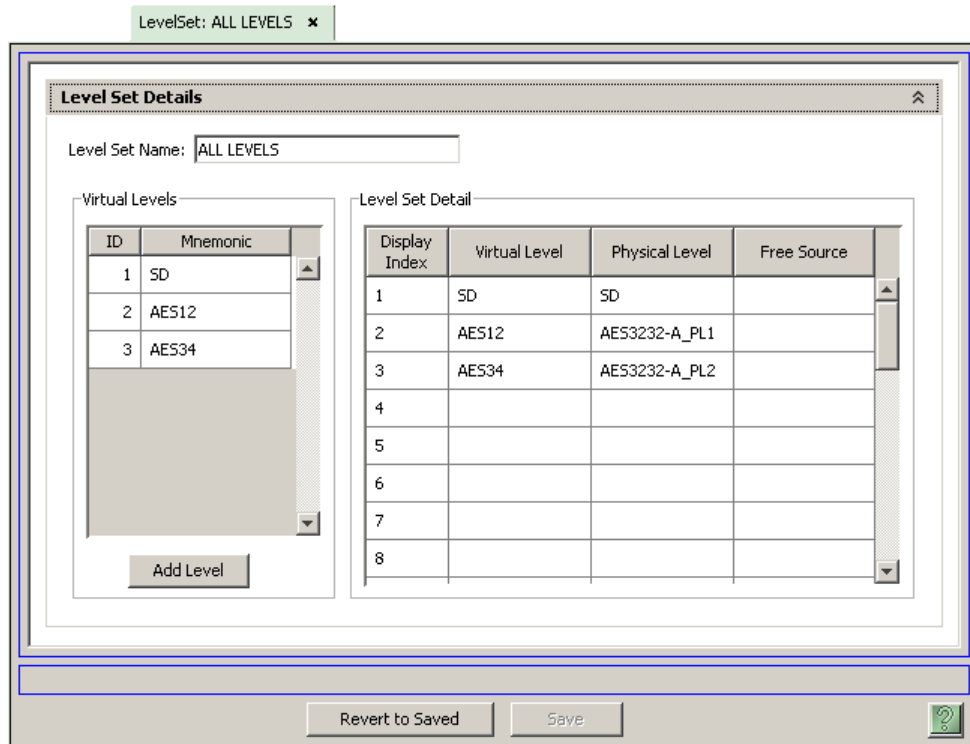 LevelSet: ALL LEVELS ×
Level Set Details
Level Set Name: ALL LEVELS
Virtual Levels
ID Mnemonic
1 SD
2 AES12
3 AES34
Add Level
Level Set Detail
Display Index Virtual Level Physical Level Free Source
1 SD SD
2 AES12 AES3232-A_PL1
3 AES34 AES3232-A_PL2
4
5
6
7
8
Revert to Saved Save ?